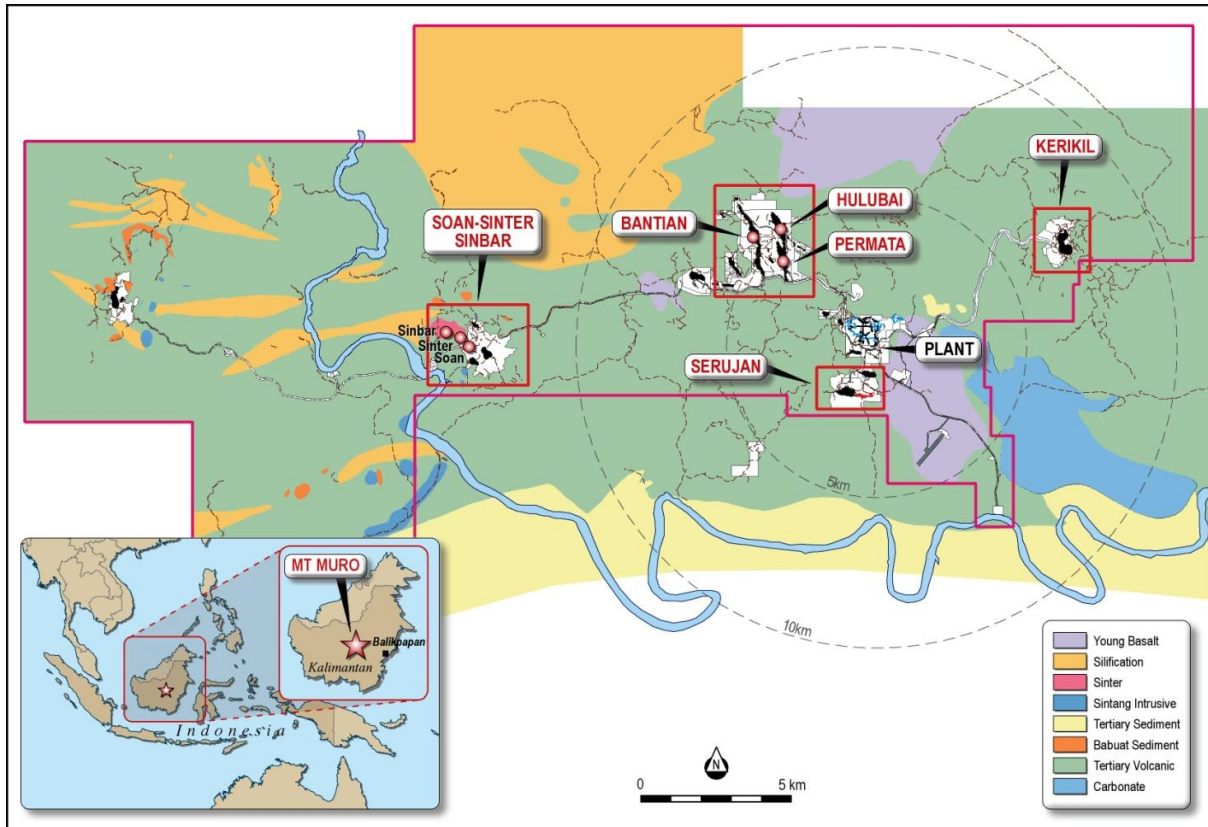 KERIKIL
HULUBAI
BANTIAN
PERMATA
SOAN-SINTER
SINBAR
Sinbar
Sinter
Soan
PLANT
SERUJAN
5km
10km
MT MURO
Balikpapan
Kalimantan
Indonesia
N
0 5 km
Young Basalt
Silification
Sinter
Sintang Intrusive
Tertiary Sediment
Babuat Sediment
Tertiary Volcanic
Carbonate